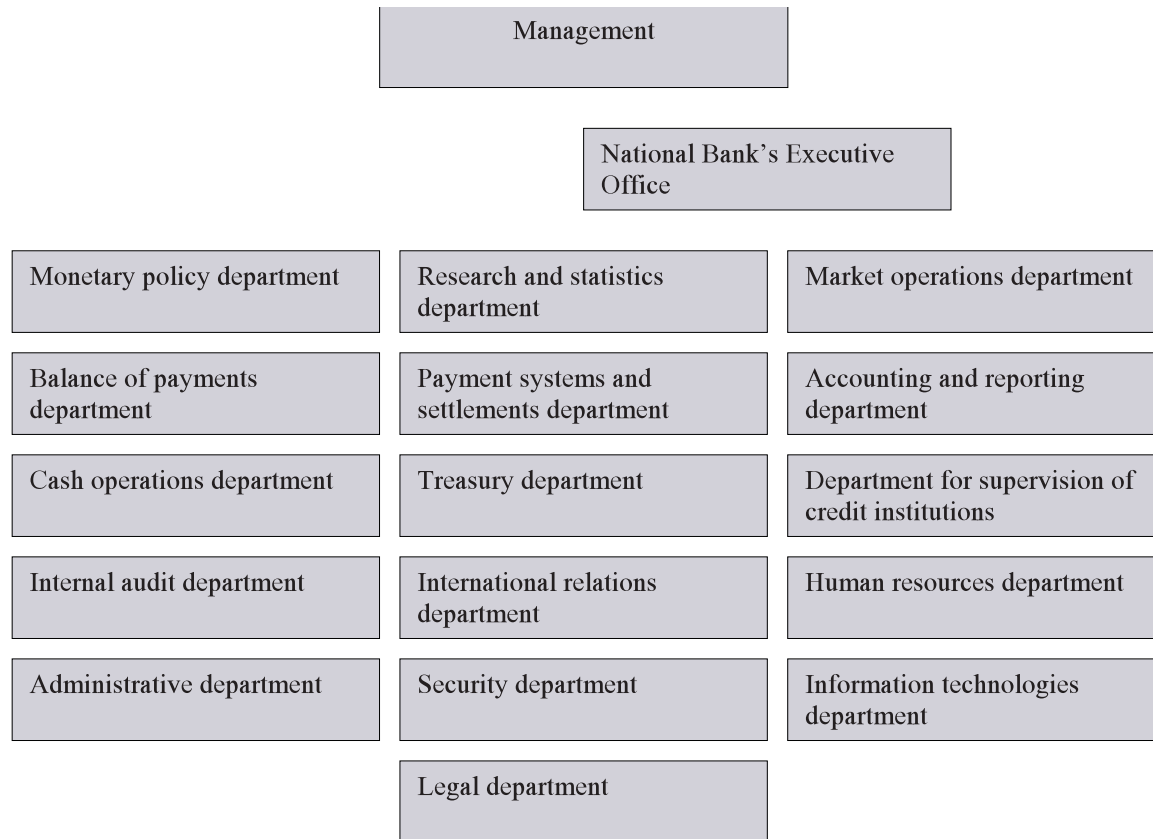 Management
National Bank’s Executive
Office
Monetary policy department
Research and statistics
department
Market operations department
Balance of payments
department
Payment systems and
settlements department
Accounting and reporting
department
Cash operations department
Treasury department
Department for supervision of
credit institutions
Internal audit department
International relations
department
Human resources department
Administrative department
Security department
Information technologies
department
Legal department